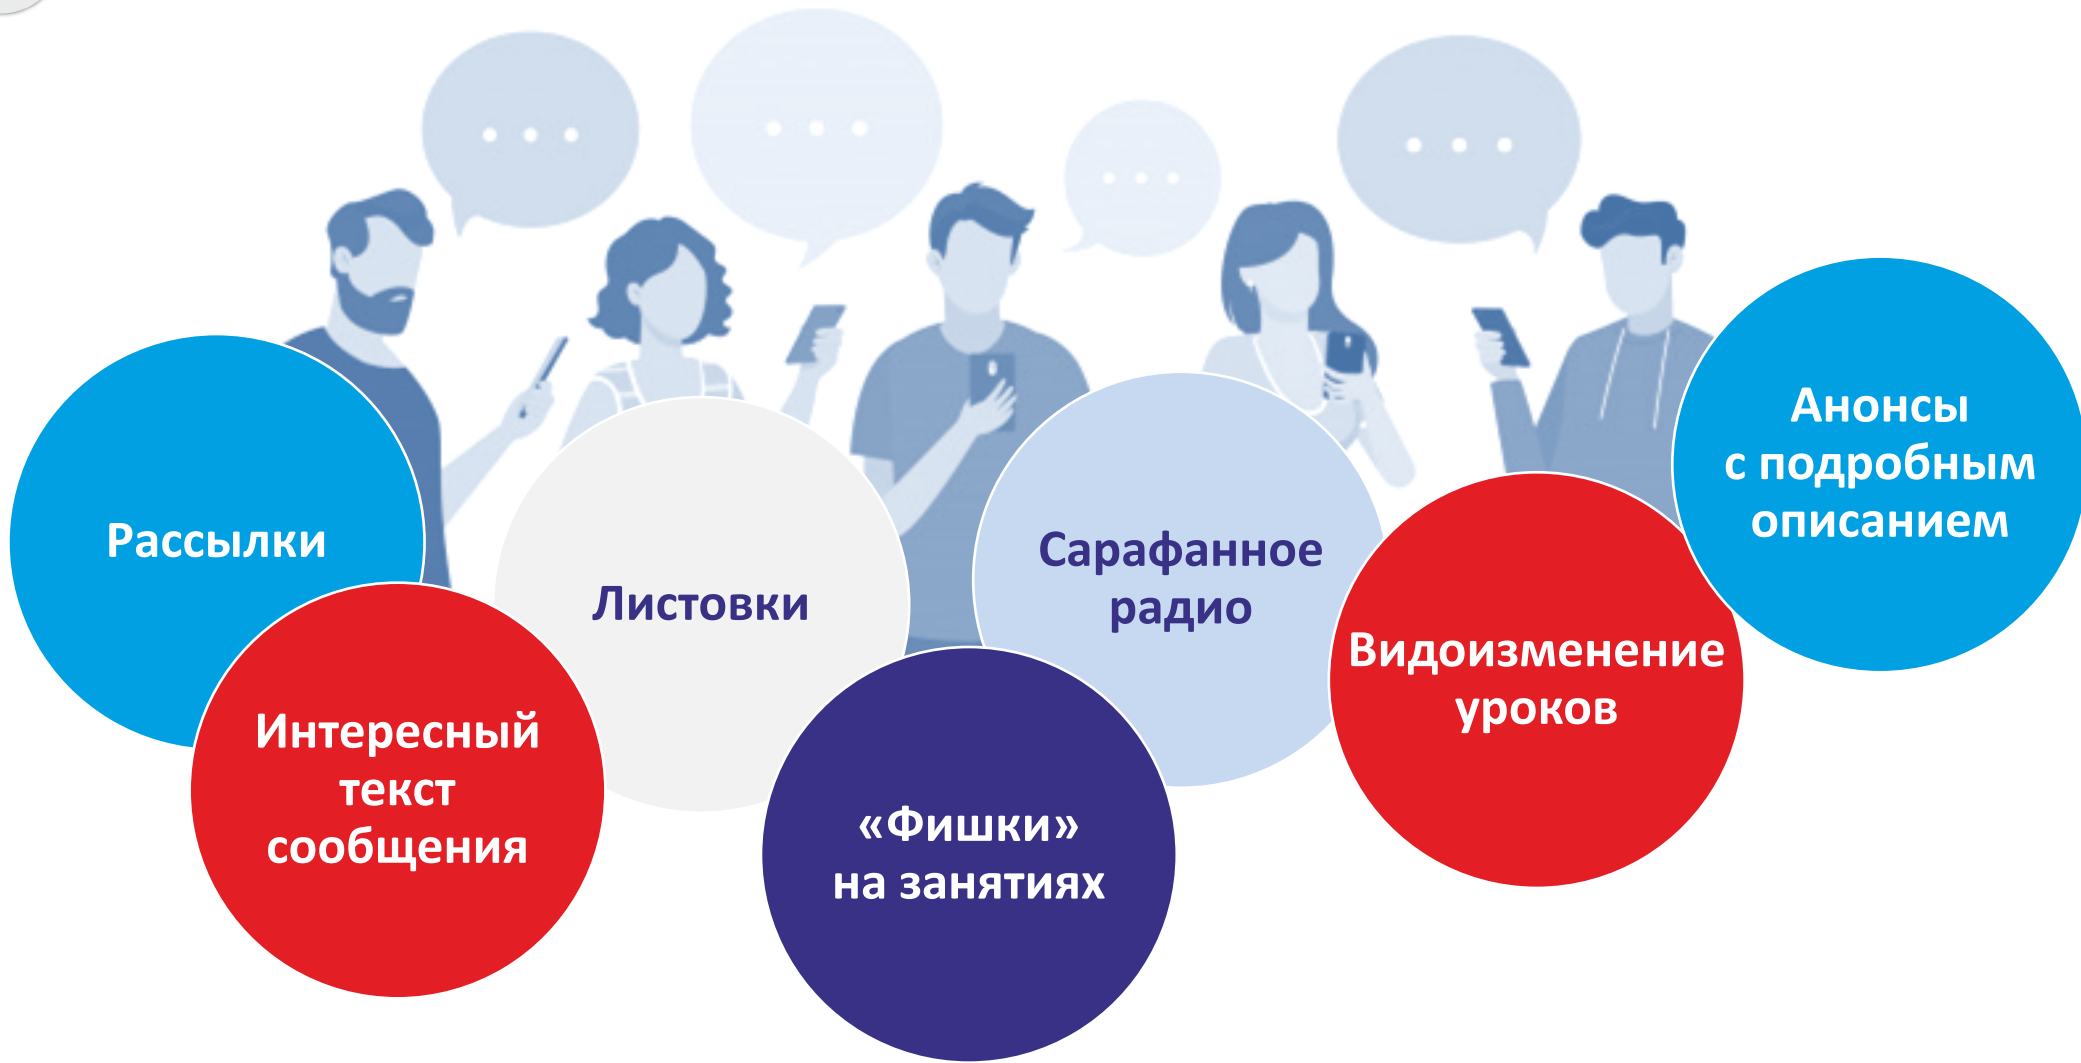 Рассылки
Интересный
текст
сообщения
Листовки
«Фишки»
на занятиях
Сарафанное
радио
Видоизменение
уроков
Анонсы
с подробным
описанием